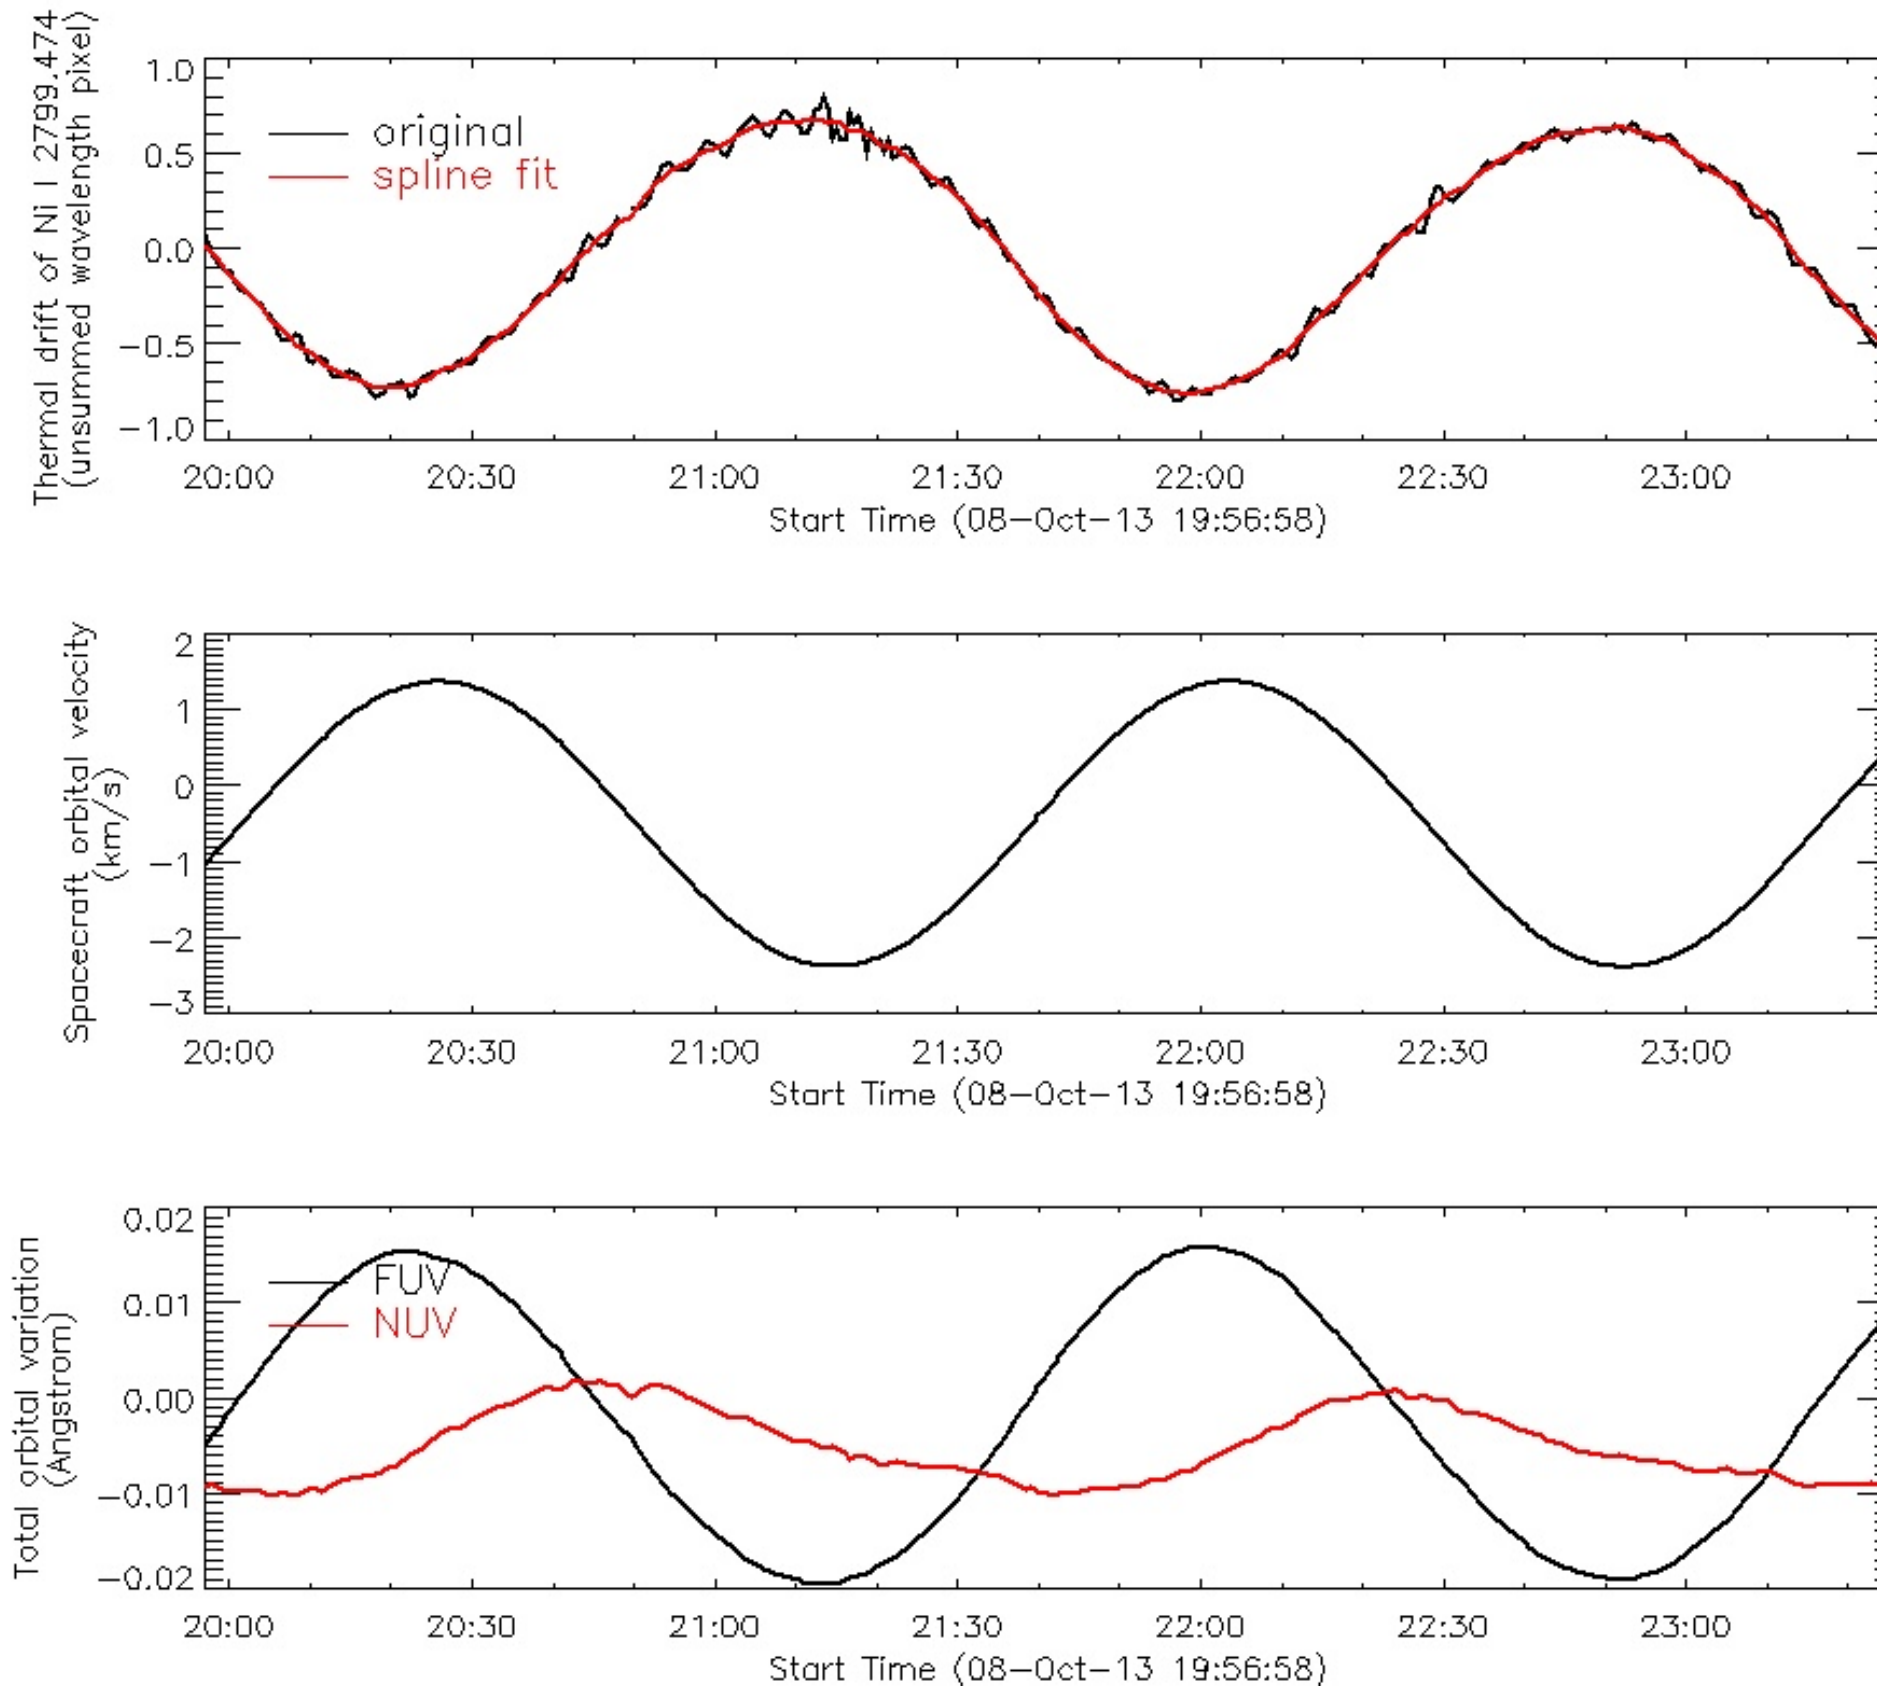 Thermal drift of Ni I 2799.474
(unsummed wavelength pixel)
1.0
0.5
0.0
−0.5
−1.0
original
spline fit
20:00 20:30 21:00 21:30 22:00 22:30 23:00
Start Time (08−Oct−13 19:56:58)
Spacecraft orbital velocity
(km/s)
2
1
0
−1
−2
−3
20:00 20:30 21:00 21:30 22:00 22:30 23:00
Start Time (08−Oct−13 19:56:58)
Total orbital variation
(Angstrom)
0.02
0.01
0.00
−0.01
−0.02
FUV
NUV
20:00 20:30 21:00 21:30 22:00 22:30 23:00
Start Time (08−Oct−13 19:56:58)